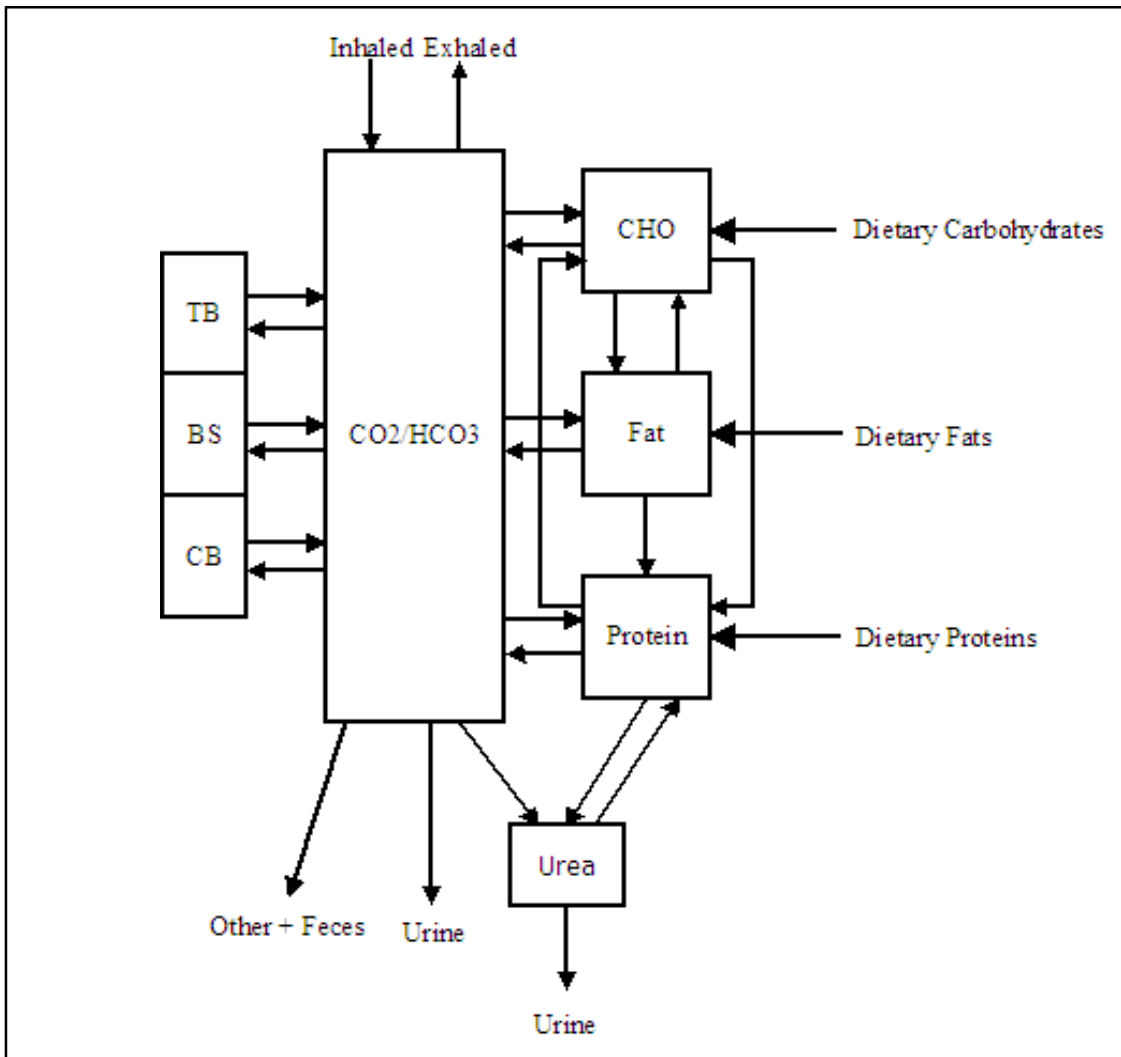 Inhaled Exhaled
CHO
Dietary Carbohydrates
TB
BS
CO2/HCO3
Fat
Dietary Fats
CB
Protein
Dietary Proteins
Urea
Other + Feces
Urine
Urine